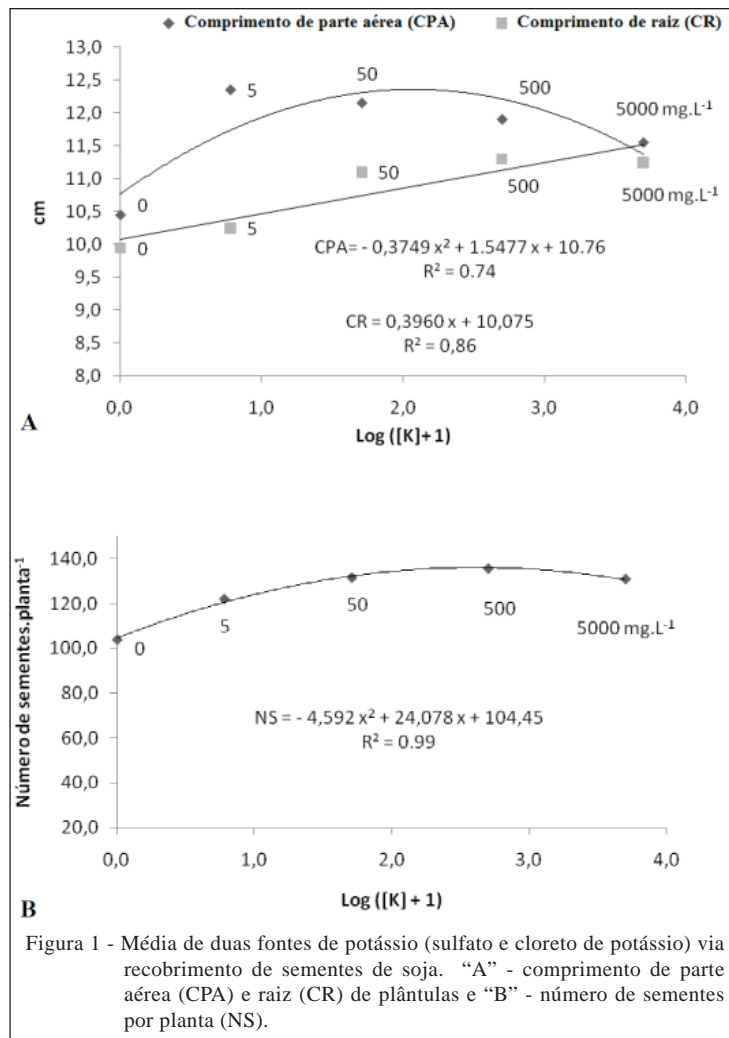 Comprimento de parte aérea (CPA) Comprimento de raiz (CR)
13,0
12,5
12,0
11,5
11,0
10,5
10,0
9,5
9,0
8,5
8,0
cm
0
5
50
500
5000 mg.L⁻¹
0
5
50
500
5000 mg.L⁻¹
CPA= - 0,3749 x² + 1.5477 x + 10.76
R² = 0.74
CR = 0,3960 x + 10,075
R² = 0,86
0,0 1,0 2,0 3,0 4,0
A
Log ([K]+ 1)
140,0
120,0
100,0
80,0
60,0
40,0
20,0
Número de sementes.planta⁻¹
0
5
50
500
5000 mg.L⁻¹
NS = - 4,592 x² + 24,078 x + 104,45
R² = 0.99
0,0 1,0 2,0 3,0 4,0
B
Log ([K] + 1)
Figura 1 - Média de duas fontes de potássio (sulfato e cloreto de potássio) via
recobrimento de sementes de soja. “A” - comprimento de parte
aérea (CPA) e raiz (CR) de plântulas e “B” - número de sementes
por planta (NS).